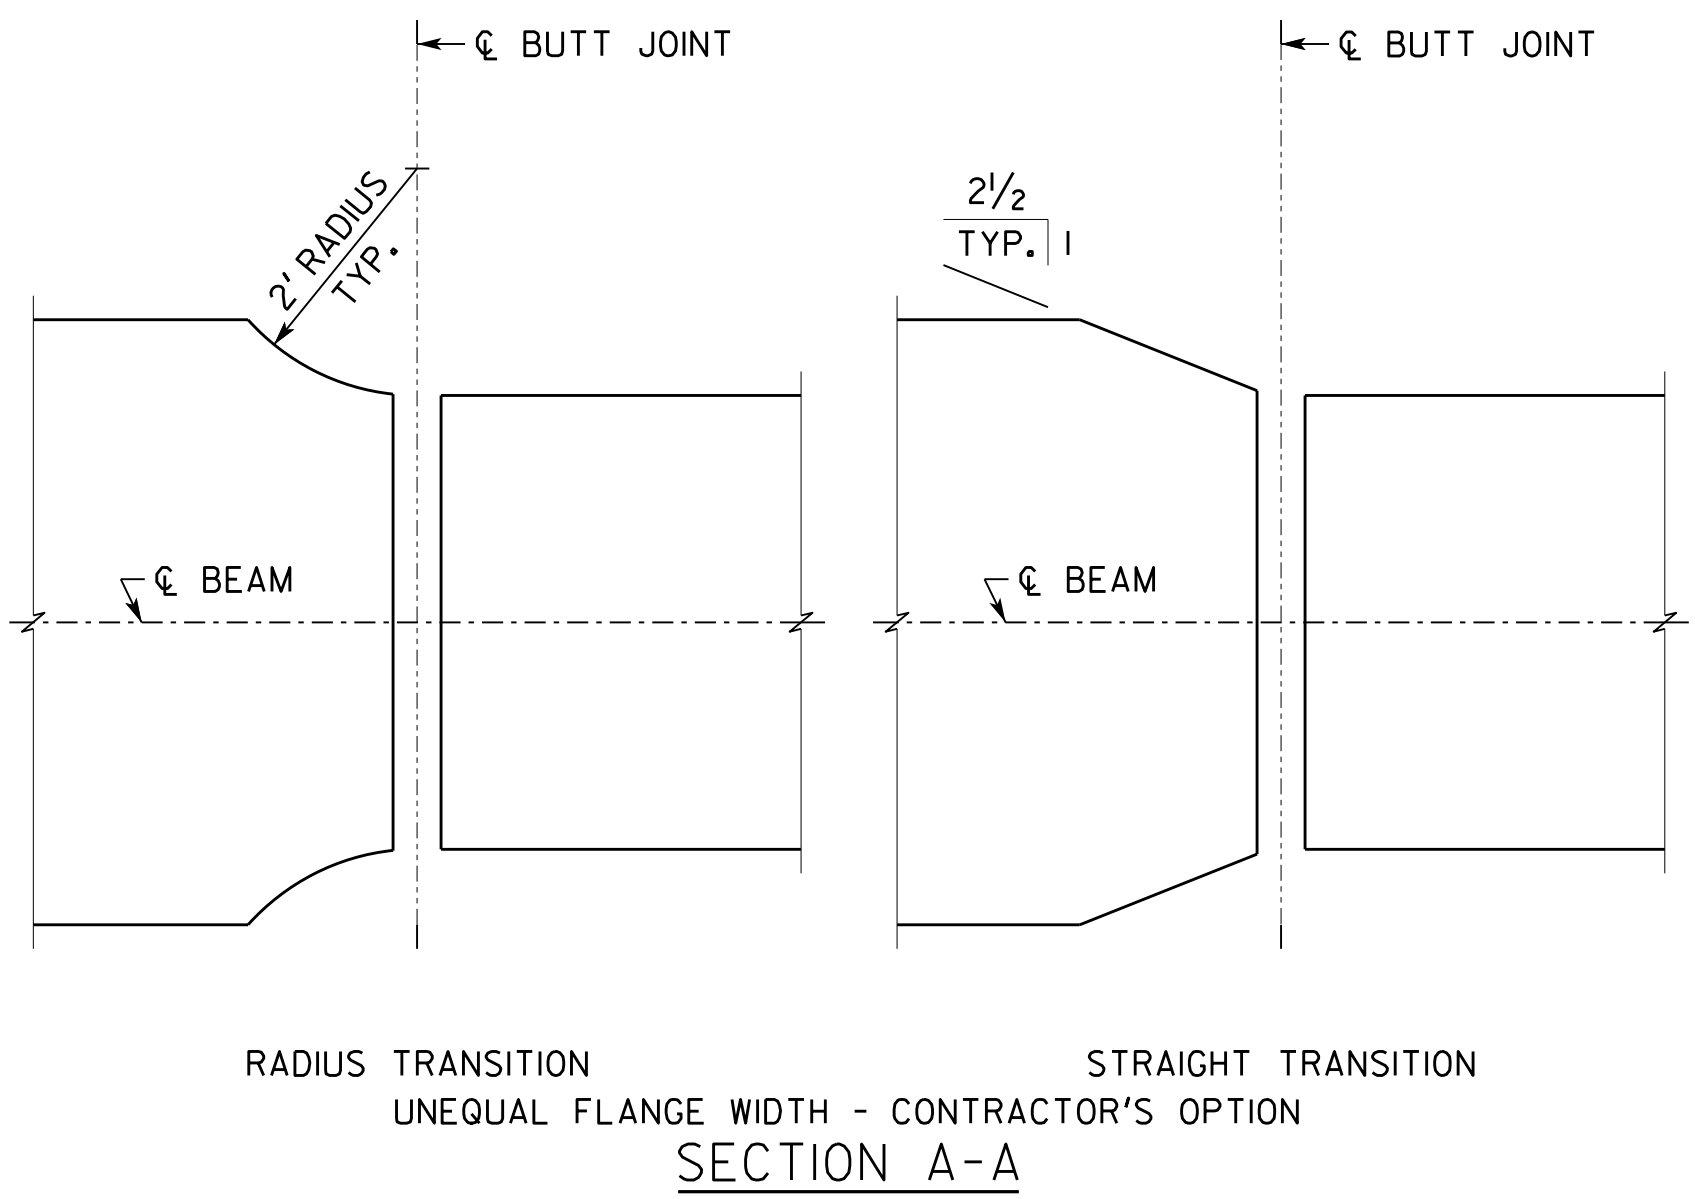 ℄ BUTT JOINT
℄ BUTT JOINT
2' RADIUS
TYP.
2½
TYP. 1
℄ BEAM
℄ BEAM
RADIUS TRANSITION
STRAIGHT TRANSITION
UNEQUAL FLANGE WIDTH - CONTRACTOR'S OPTION
SECTION A-A